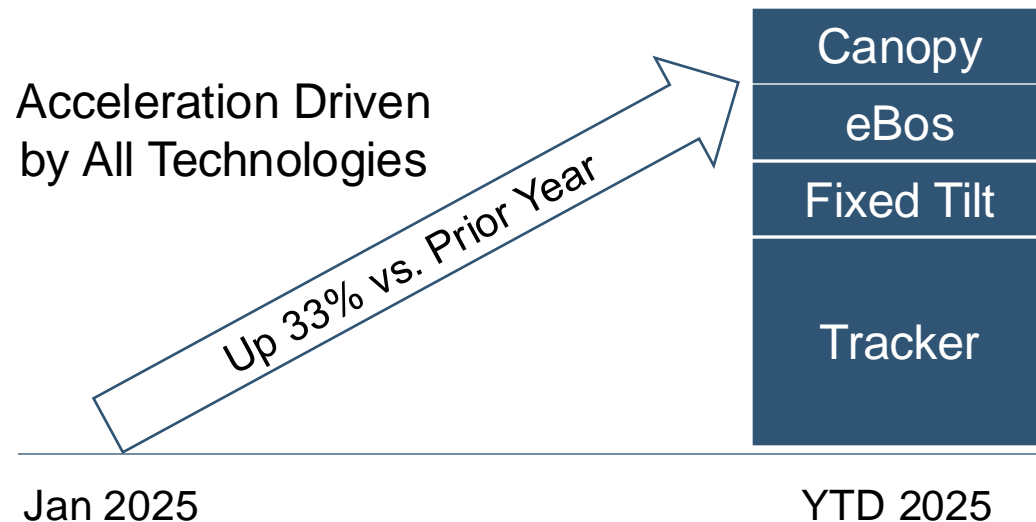 Acceleration Driven
by All Technologies
Up 33% vs. Prior Year
Canopy
eBos
Fixed Tilt
Tracker
Jan 2025
YTD 2025